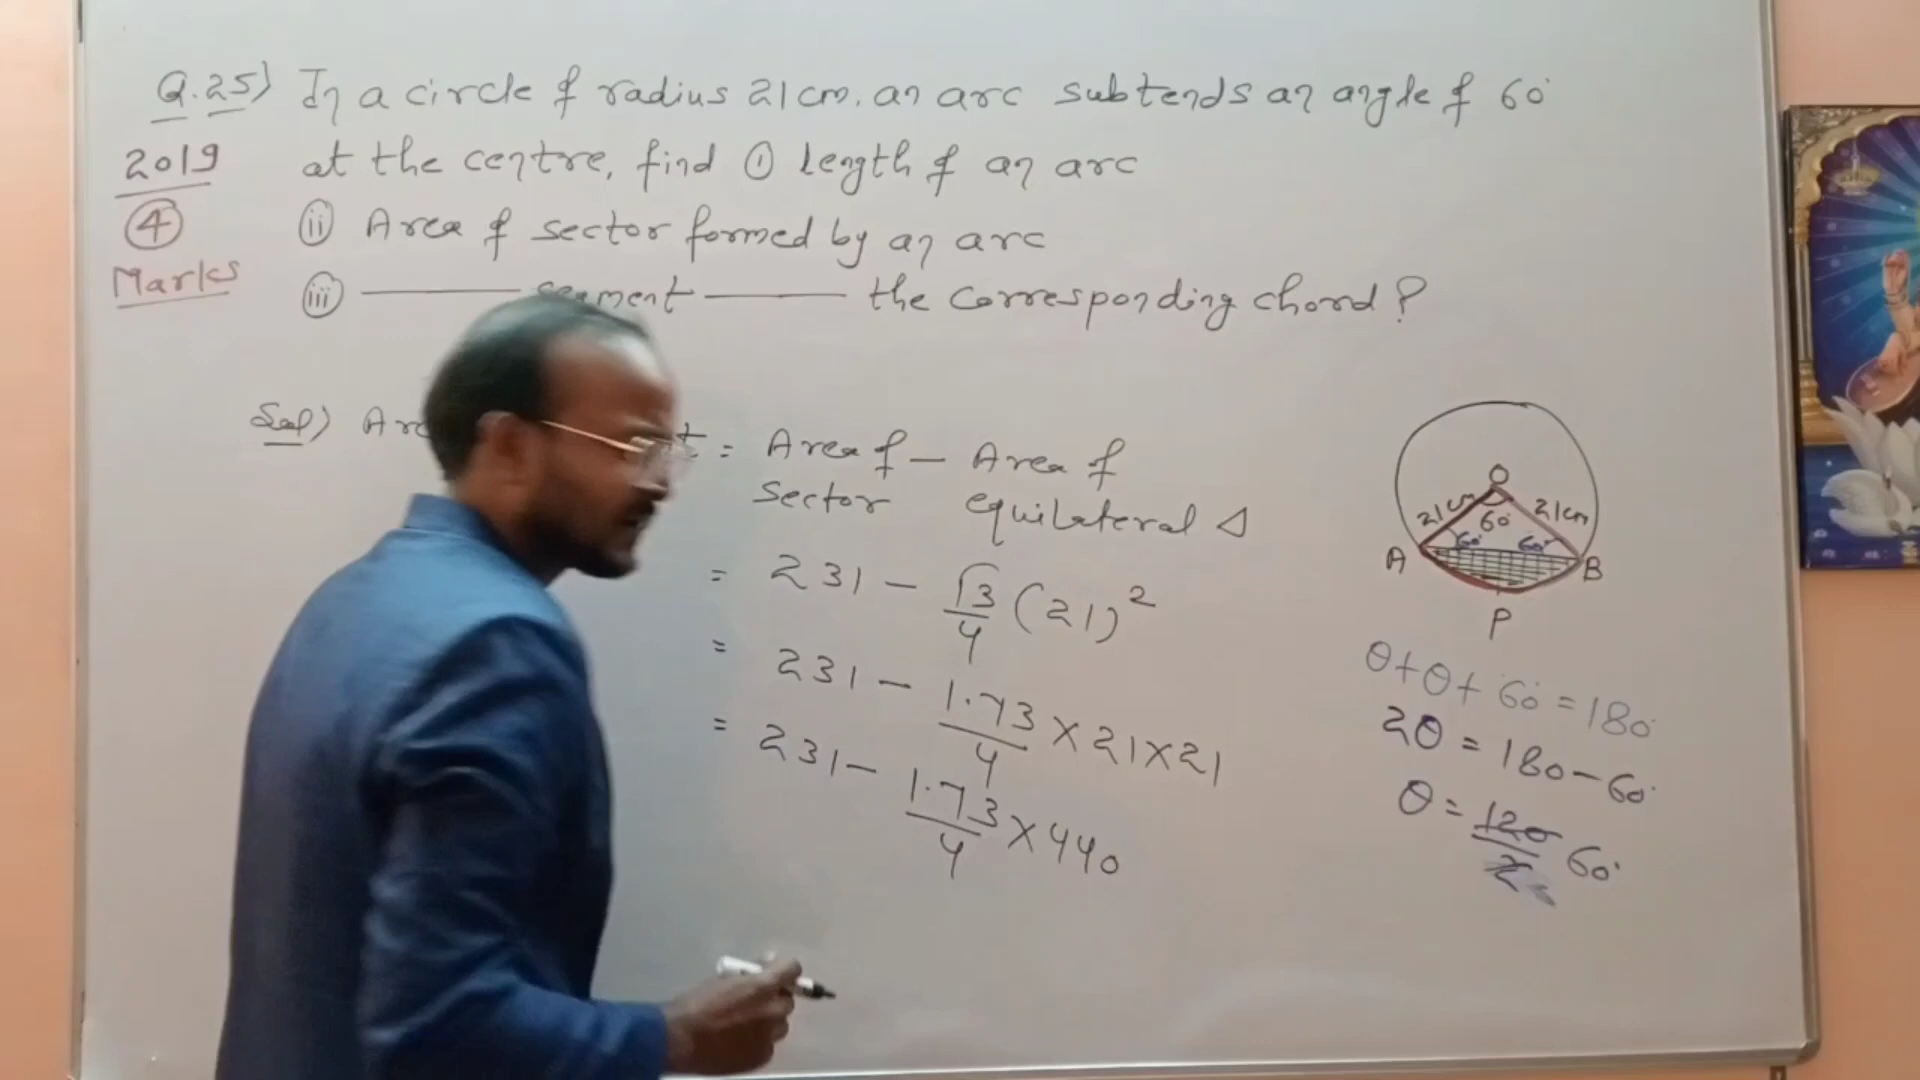 Q.25) In a circle of radius 21cm, an arc subtends an angle of 60°
2019
at the centre, find ① length of an arc
④
ⓘⓘ Area of sector formed by an arc
Marks
ⓘⓘⓘ ——— segment ——— the corresponding chord?
Sol) = Area of — Area of
sector equilateral △
= 231 - √3/4 (21)²
= 231 - 1.73/4 × 21×21
= 231 - 1.73/4 × 440
O
21cm 60° 21cm
60° 60°
A B
P
θ+θ+60° = 180°
2θ = 180-60°
θ = 120/2 60°